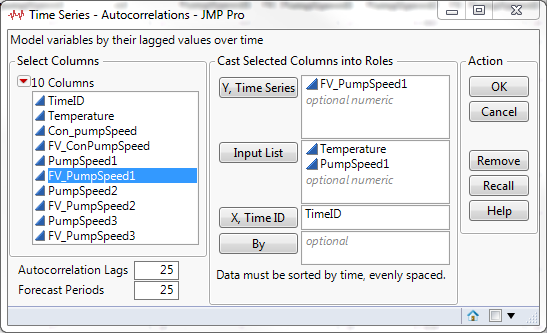 Time Series - Autocorrelations - JMP Pro
Model variables by their lagged values over time
Select Columns
10 Columns
TimeID
Temperature
Con_pumpSpeed
FV_ConPumpSpeed
PumpSpeed1
FV_PumpSpeed1
PumpSpeed2
FV_PumpSpeed2
PumpSpeed3
FV_PumpSpeed3
Autocorrelation Lags 25
Forecast Periods 25
Cast Selected Columns into Roles
Y, Time Series
FV_PumpSpeed1
optional numeric
Input List
Temperature
PumpSpeed1
optional numeric
X, Time ID
TimeID
By
optional
Data must be sorted by time, evenly spaced.
Action
OK
Cancel
Remove
Recall
Help